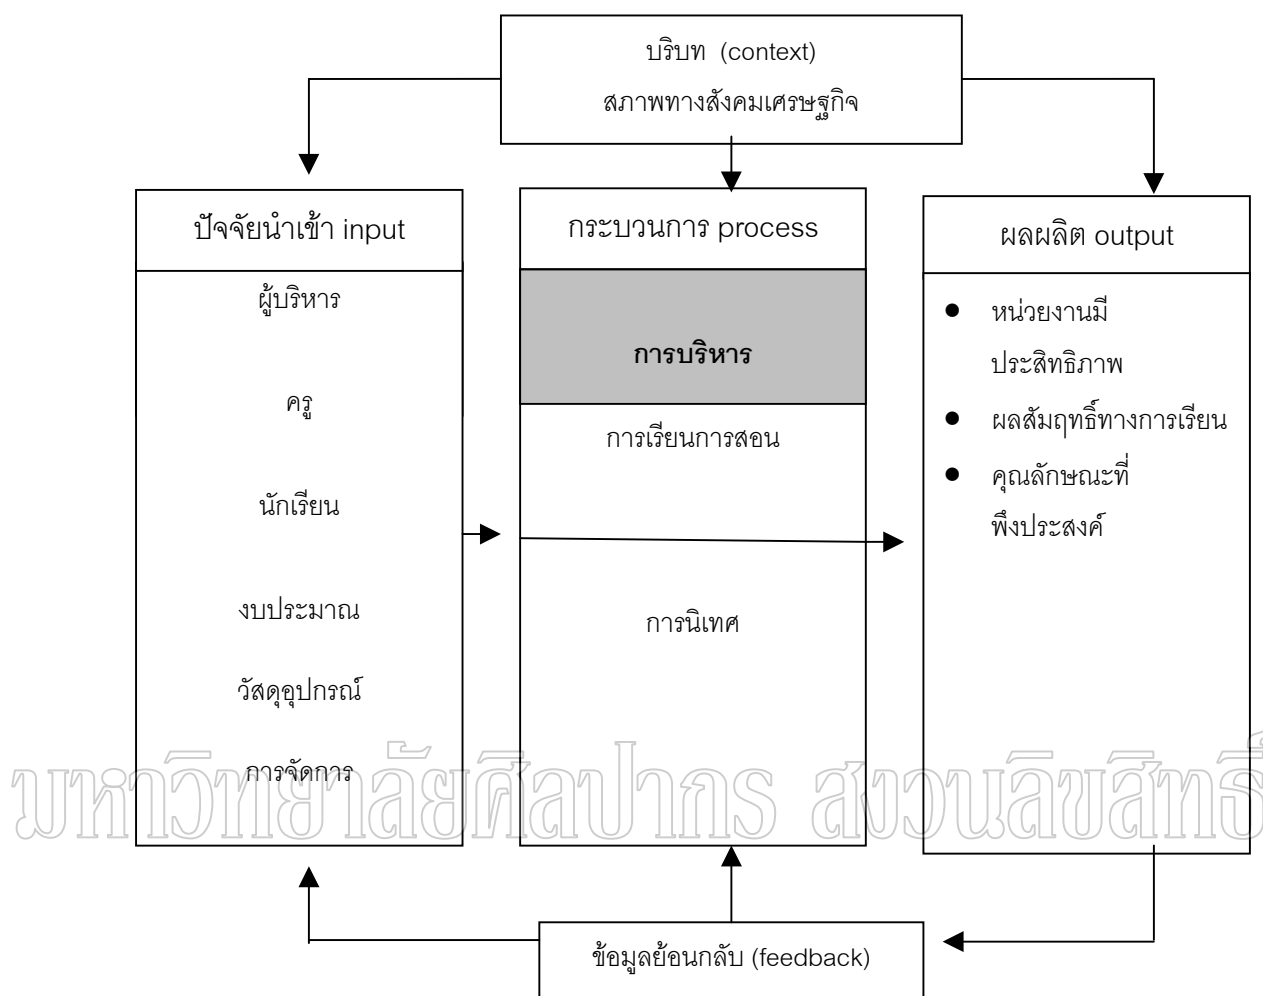 บริบท (context)
สภาพทางสังคมเศรษฐกิจ
ปัจจัยนำเข้า input
ผู้บริหาร
ครู
นักเรียน
งบประมาณ
วัสดุอุปกรณ์
การจัดการ
กระบวนการ process
การบริหาร
การเรียนการสอน
การนิเทศ
ผลผลิต output
● หน่วยงานมี
ประสิทธิภาพ
● ผลสัมฤทธิ์ทางการเรียน
● คุณลักษณะที่
พึงประสงค์
มหาวิทยาลัยศิลปากร สงวนลิขสิทธิ์
ข้อมูลย้อนกลับ (feedback)